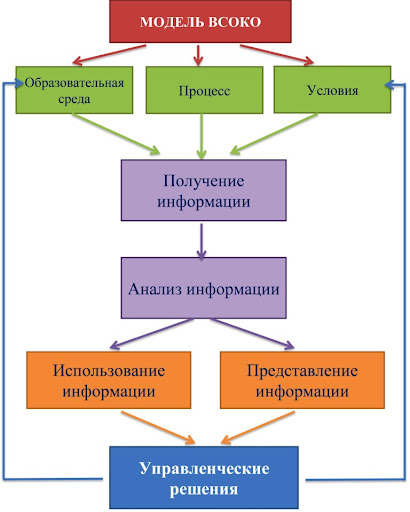 МОДЕЛЬ ВСОКО
Образовательная
среда
Процесс
Условия
Получение
информации
Анализ информации
Использование
информации
Представление
информации
Управленческие
решения